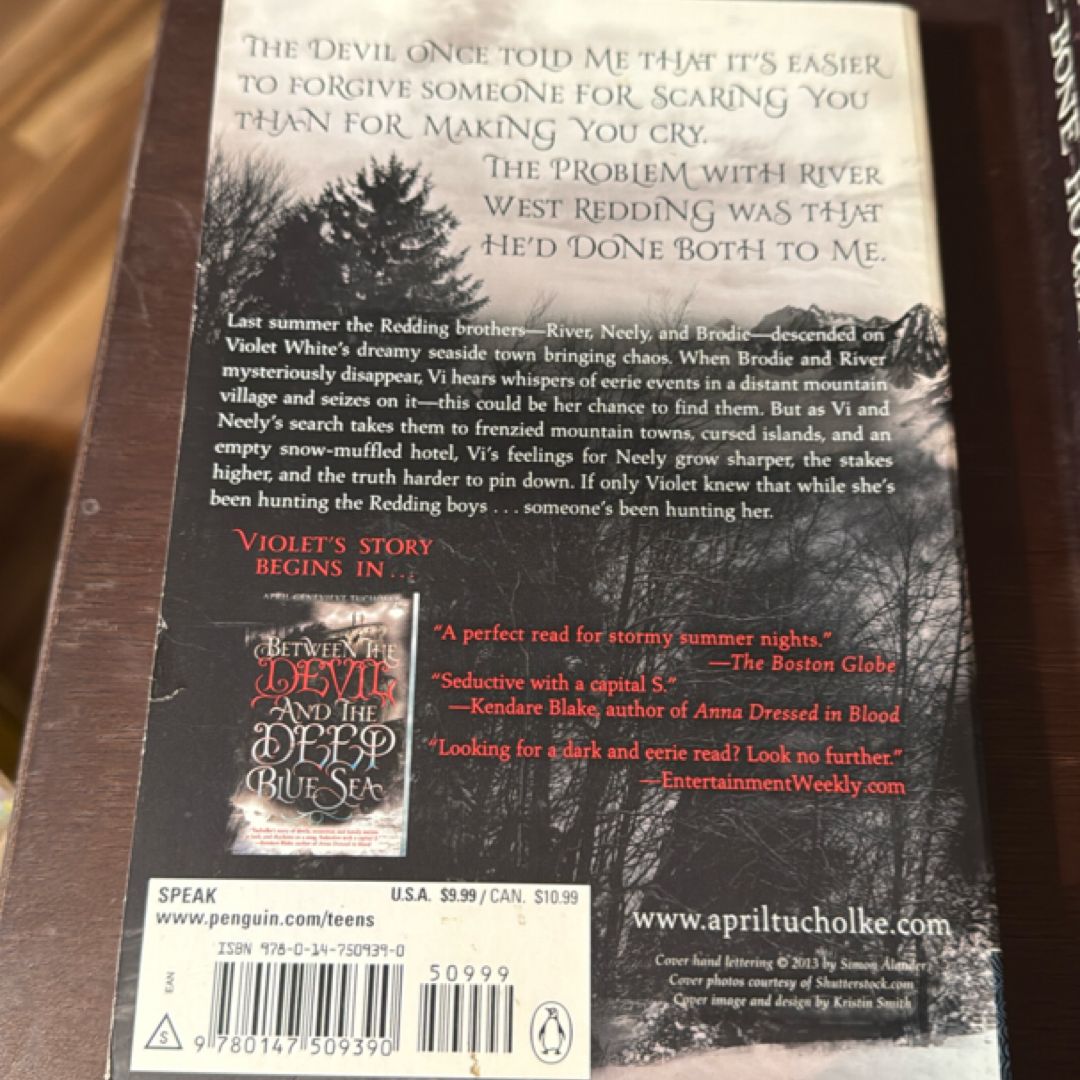 THE DEVIL ONCE TOLD ME THAT IT'S EASIER
TO FORGIVE SOMEONE FOR SCARING YOU
THAN FOR MAKING YOU CRY.
THE PROBLEM WITH RIVER
WEST REDDING WAS THAT
HE'D DONE BOTH TO ME.
Last summer the Redding brothers—River, Neely, and Brodie—descended on
Violet White's dreamy seaside town bringing chaos. When Brodie and River
mysteriously disappear, Vi hears whispers of eerie events in a distant mountain
village and seizes on it—this could be her chance to find them. But as Vi and
Neely's search takes them to frenzied mountain towns, cursed islands, and an
empty snow-muffled hotel, Vi's feelings for Neely grow sharper, the stakes
higher, and the truth harder to pin down. If only Violet knew that while she's
been hunting the Redding boys . . . someone's been hunting her.
VIOLET'S STORY
BEGINS IN . . .
APRIL GENEVIEVE TUCHOLKE
BETWEEN THE
DEVIL
AND THE
DEEP
BLUE SEA
"A perfect read for stormy summer nights."
—The Boston Globe
"Seductive with a capital S."
—Kendare Blake, author of Anna Dressed in Blood
"Looking for a dark and eerie read? Look no further."
—EntertainmentWeekly.com
SPEAK U.S.A. $9.99 / CAN. $10.99
www.penguin.com/teens
ISBN 978-0-14-750939-0
50999
EAN
S
9 780147 509390
www.apriltucholke.com
Cover hand lettering © 2013 by Simon Ålander
Cover photos courtesy of Shutterstock.com
Cover image and design by Kristin Smith
BONE